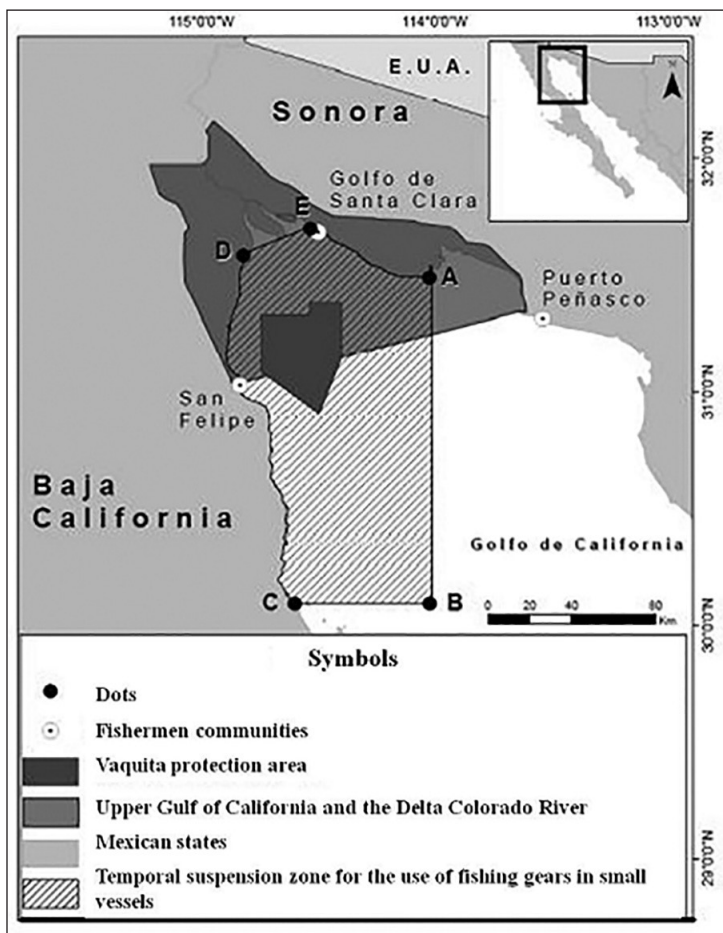 115°0'0"W 114°0'0"W 113°0'0"W
E.U.A.
N
Sonora
32°0'0"N
Golfo de
Santa Clara
E
D
A
Puerto
Peñasco
31°0'0"N
San
Felipe
Baja
California
Golfo de California
C
B
0 20 40 80
Km.
30°0'0"N
Symbols
Dots
Fishermen communities
Vaquita protection area
Upper Gulf of California and the Delta Colorado River
Mexican states
29°0'0"N
Temporal suspension zone for the use of fishing gears in small
vessels